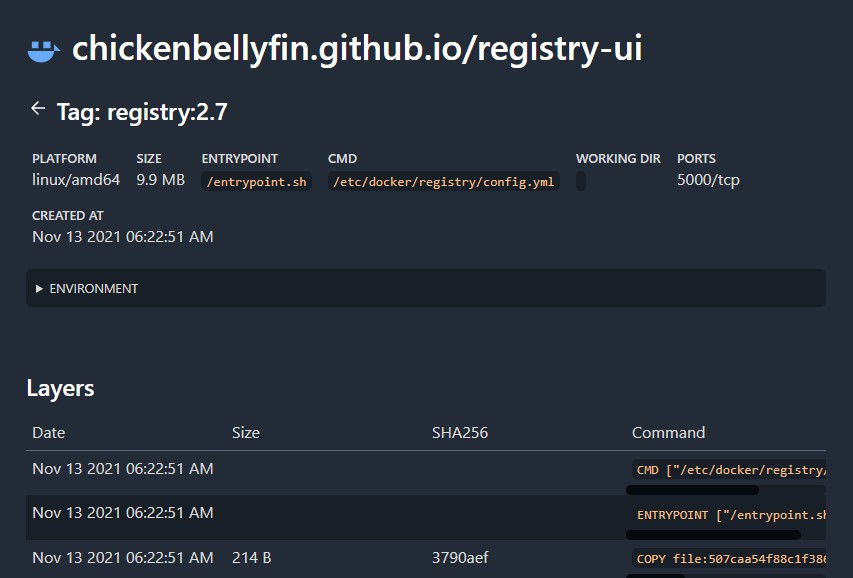 chickenbellyfin.github.io/registry-ui
← Tag: registry:2.7
PLATFORM SIZE ENTRYPOINT CMD WORKING DIR PORTS
linux/amd64 9.9 MB /entrypoint.sh /etc/docker/registry/config.yml 5000/tcp
CREATED AT
Nov 13 2021 06:22:51 AM
▶ ENVIRONMENT
Layers
Date Size SHA256 Command
Nov 13 2021 06:22:51 AM CMD ["/etc/docker/registry/
Nov 13 2021 06:22:51 AM ENTRYPOINT ["/entrypoint.sh
Nov 13 2021 06:22:51 AM 214 B 3790aef COPY file:507caa54f88c1f386